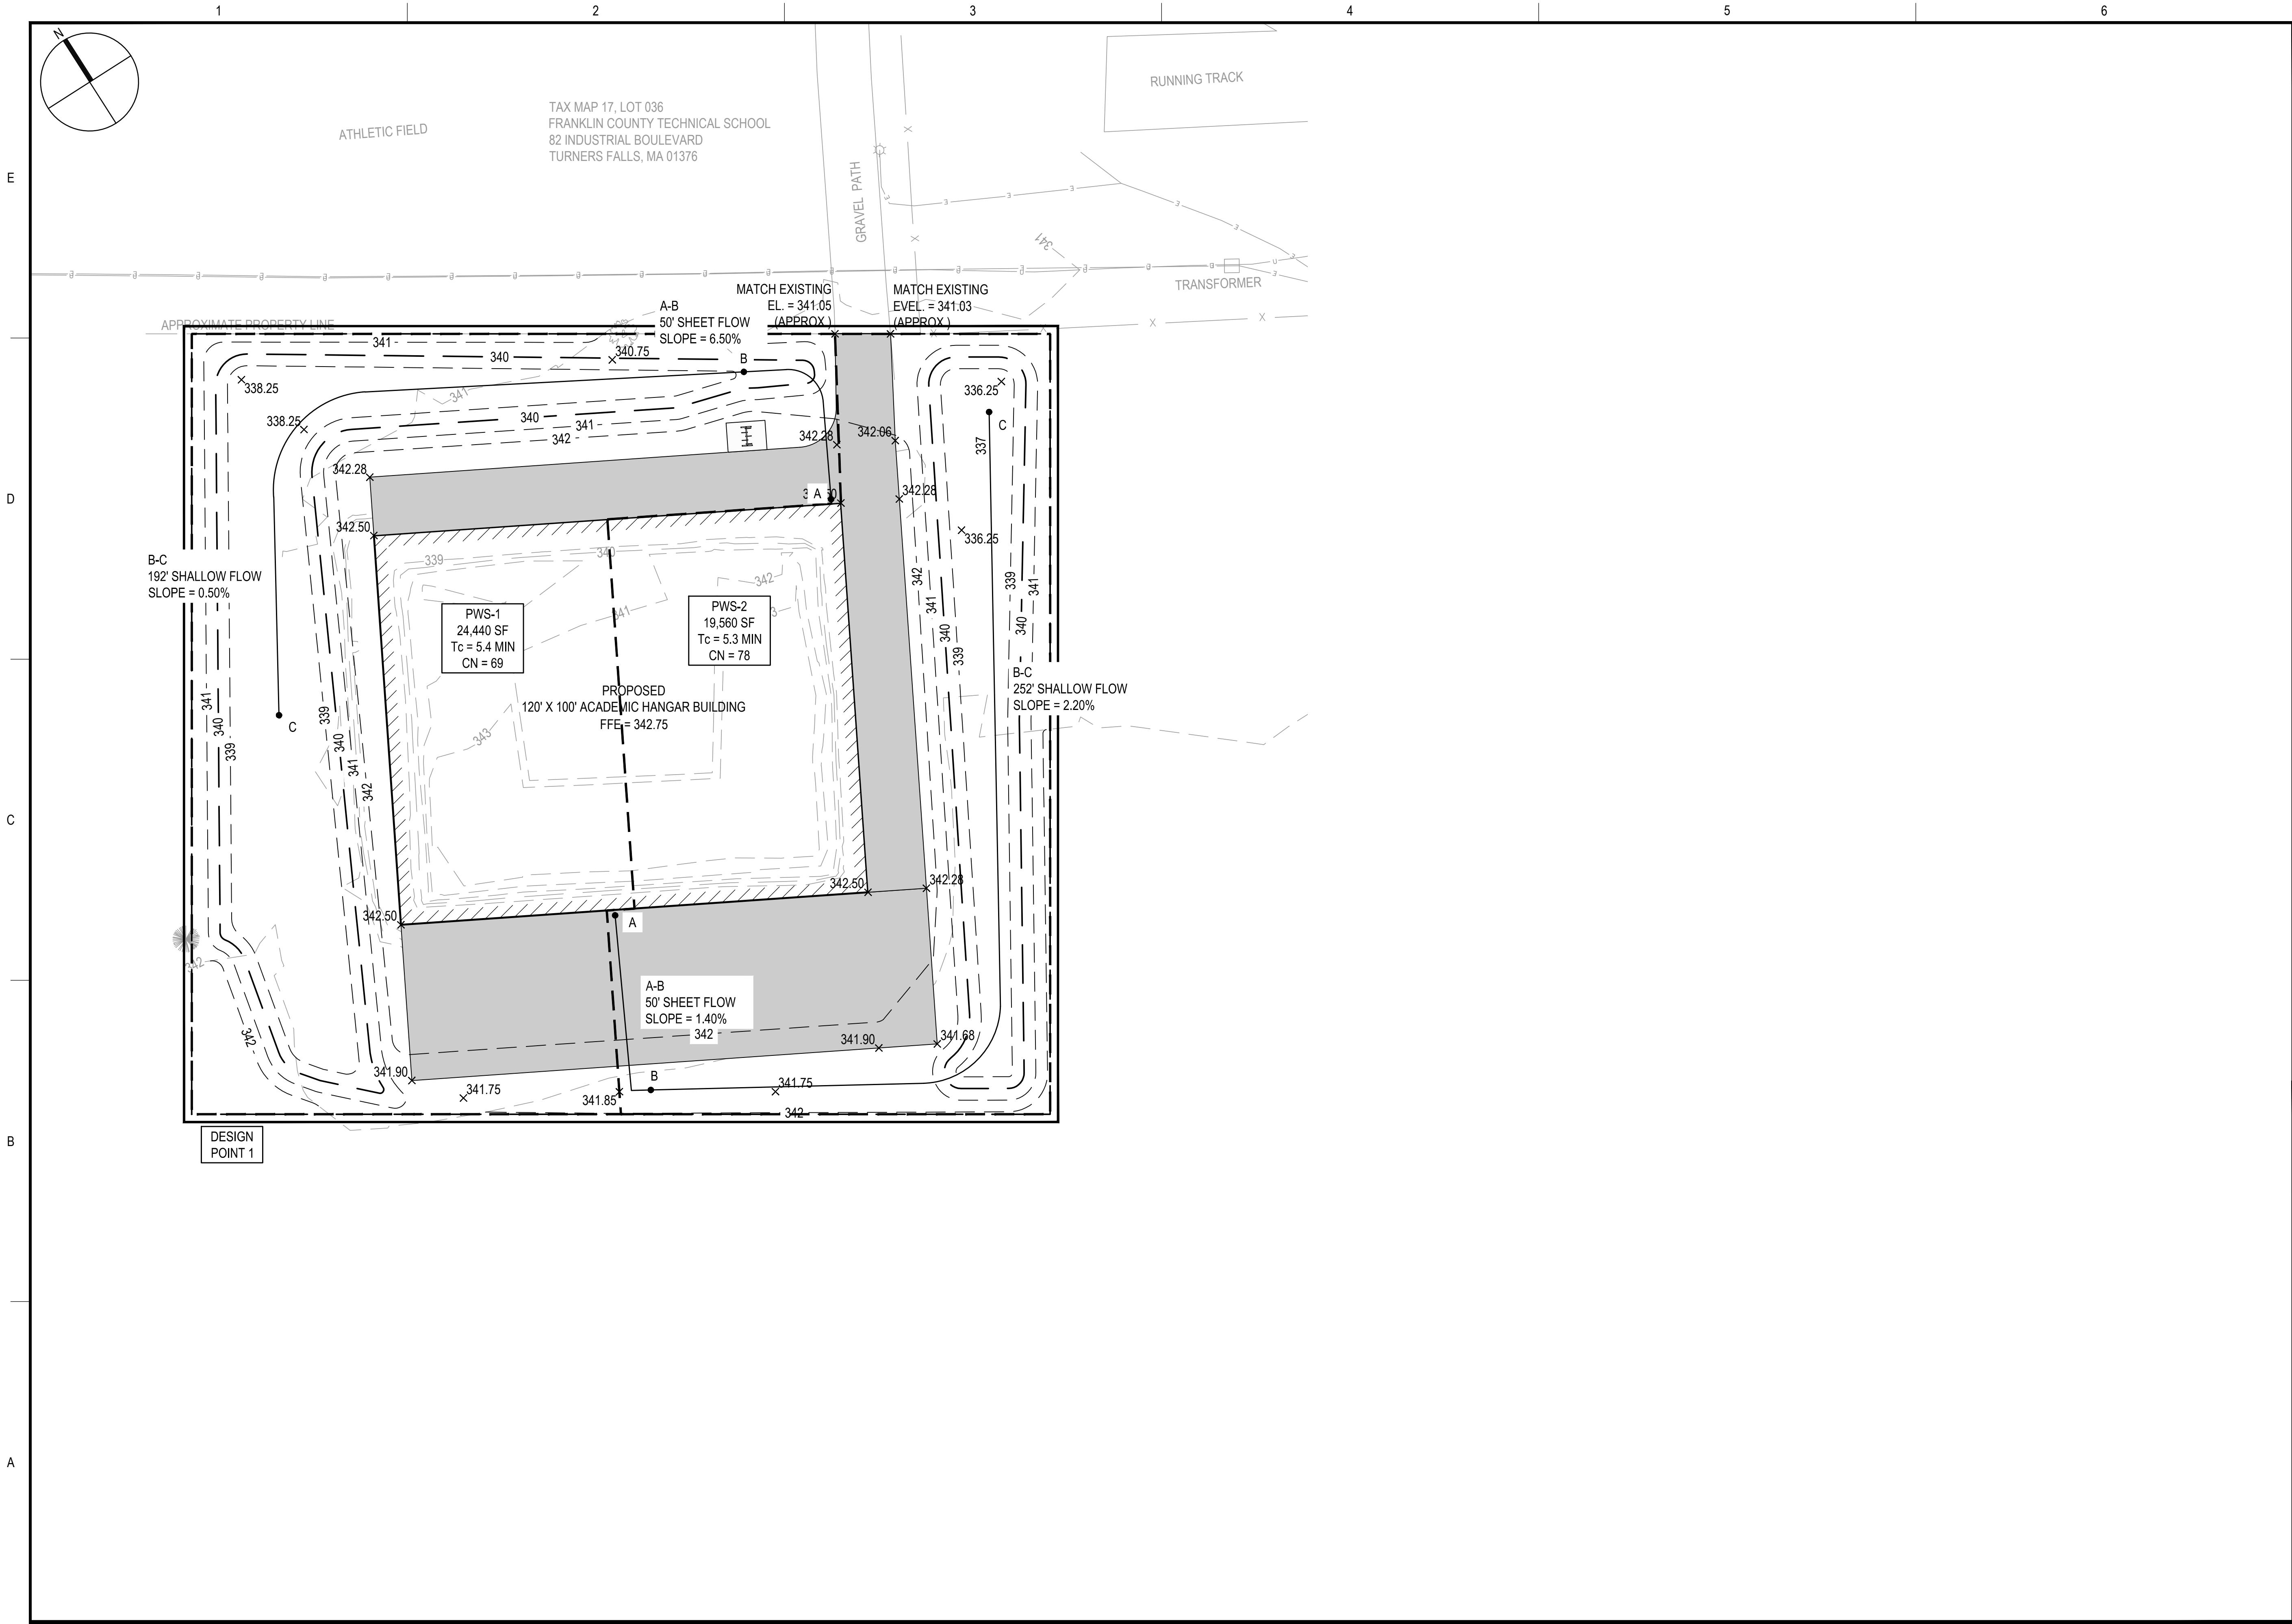 1
2
3
4
5
6
N
RUNNING TRACK
TAX MAP 17, LOT 036
FRANKLIN COUNTY TECHNICAL SCHOOL
82 INDUSTRIAL BOULEVARD
TURNERS FALLS, MA 01376
ATHLETIC FIELD
E
GRAVEL PATH
341
TRANSFORMER
MATCH EXISTING
EL. = 341.05
(APPROX.)
MATCH EXISTING
EVEL. = 341.03
(APPROX.)
A-B
50' SHEET FLOW
SLOPE = 6.50%
APPROXIMATE PROPERTY LINE
341
340
340.75
B
338.25
341
336.25
338.25
340
341
342
342.28
342.06
C
337
342.28
342.28
D
A
342.50
336.25
339
340
342
B-C
192' SHALLOW FLOW
SLOPE = 0.50%
342
341
340
339
339
340
341
PWS-1
24,440 SF
Tc = 5.4 MIN
CN = 69
341
PWS-2
19,560 SF
Tc = 5.3 MIN
CN = 78
B-C
252' SHALLOW FLOW
SLOPE = 2.20%
PROPOSED
120' X 100' ACADEMIC HANGAR BUILDING
FFE = 342.75
341
340
339
C
339
340
341
342
343
C
342.50
342.28
342.50
A
342
A-B
50' SHEET FLOW
SLOPE = 1.40%
342
342
341.90
341.68
341.90
341.75
341.85
B
341.75
342
DESIGN
POINT 1
B
A